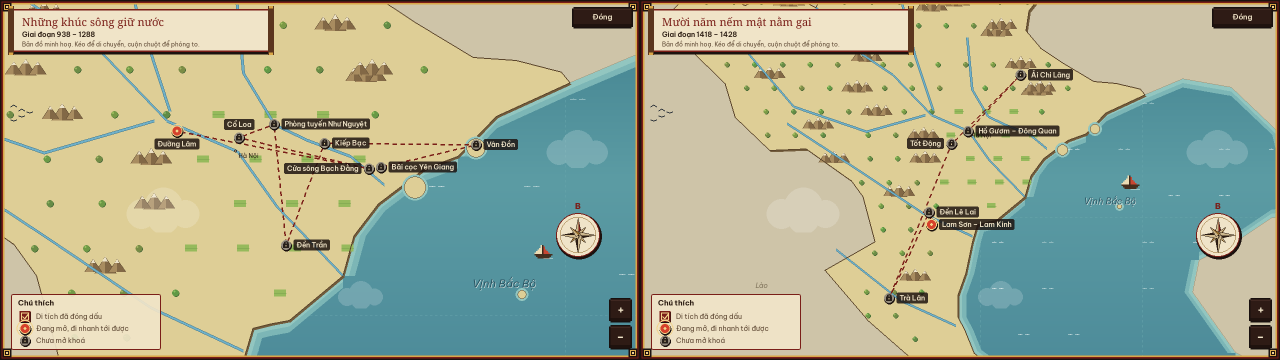 Những khúc sông giữ nước
Giai đoạn 938 – 1288
Bản đồ minh hoạ. Kéo để di chuyển, cuộn chuột để phóng to.
Đóng
Cổ Loa
Phòng tuyến Như Nguyệt
Đường Lâm
Kiếp Bạc
Vân Đồn
Hà Nội
Cửa sông Bạch Đằng
Bãi cọc Yên Giang
Đền Trần
B
Vịnh Bắc Bộ
Chú thích
Di tích đã đóng dấu
Đang mở, đi nhanh tới được
Chưa mở khoá
+
−
Mười năm nếm mật nằm gai
Giai đoạn 1418 – 1428
Bản đồ minh hoạ. Kéo để di chuyển, cuộn chuột để phóng to.
Đóng
Ải Chi Lăng
Hồ Gươm – Đông Quan
Tốt Động
Vịnh Bắc Bộ
B
Đền Lê Lai
Lam Sơn – Lam Kinh
Lào
Trà Lân
Chú thích
Di tích đã đóng dấu
Đang mở, đi nhanh tới được
Chưa mở khoá
+
−